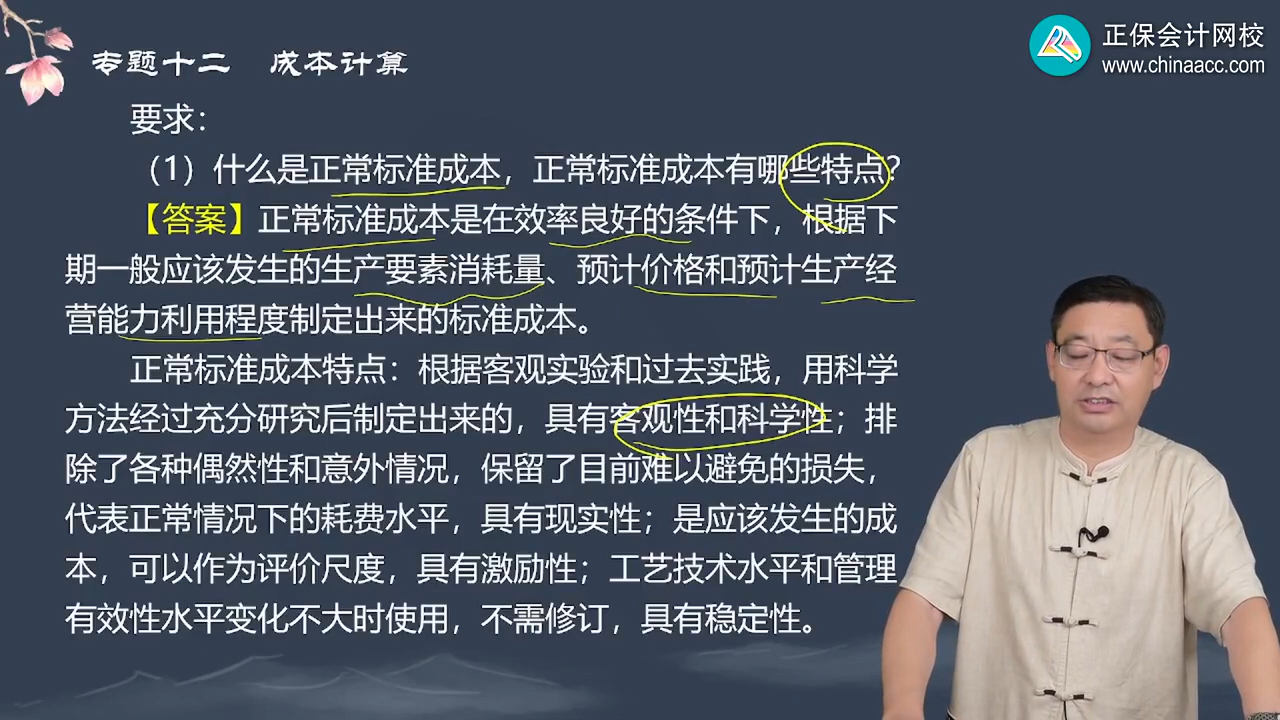 专题十二 成本计算
正保会计网校
www.chinaacc.com
要求：
（1）什么是正常标准成本，正常标准成本有哪些特点？
【答案】正常标准成本是在效率良好的条件下，根据下
期一般应该发生的生产要素消耗量、预计价格和预计生产经
营能力利用程度制定出来的标准成本。
正常标准成本特点：根据客观实验和过去实践，用科学
方法经过充分研究后制定出来的，具有客观性和科学性；排
除了各种偶然性和意外情况，保留了目前难以避免的损失，
代表正常情况下的耗费水平，具有现实性；是应该发生的成
本，可以作为评价尺度，具有激励性；工艺技术水平和管理
有效性水平变化不大时使用，不需修订，具有稳定性。